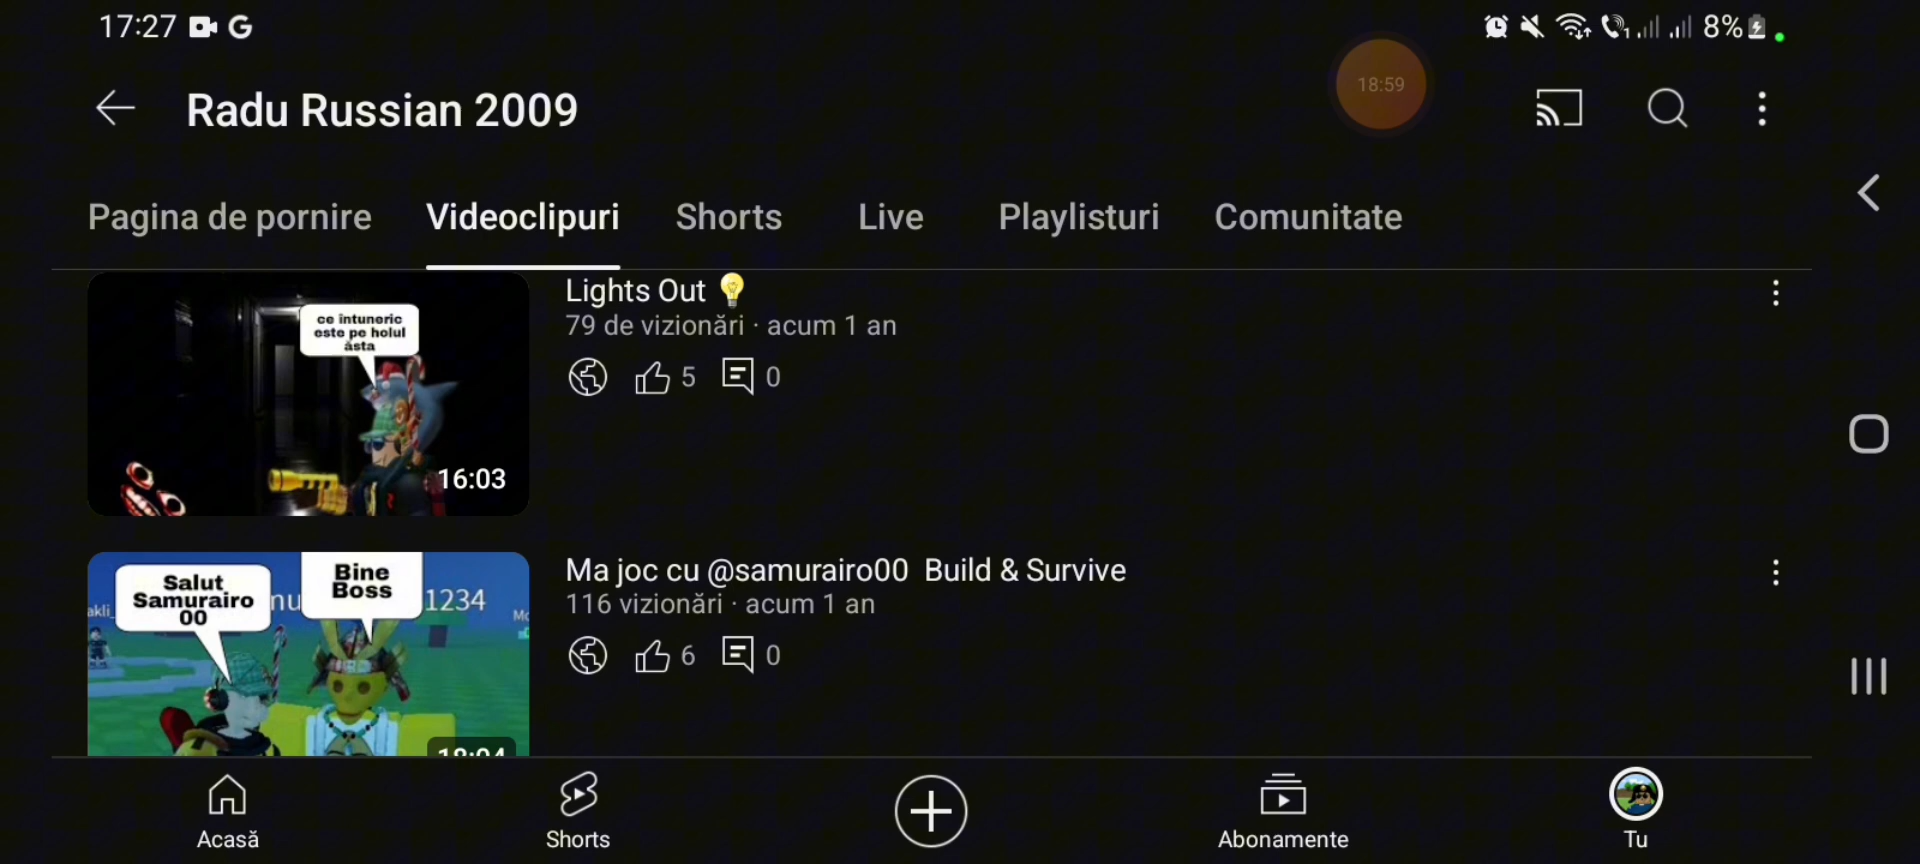 17:27
8%
18:59
Radu Russian 2009
Pagina de pornire Videoclipuri Shorts Live Playlisturi Comunitate
ce întuneric
este pe holul
ăsta
16:03
Lights Out
79 de vizionări · acum 1 an
5 0
Salut
Samurairo
00
Bine
Boss
1234
Ma joc cu @samurairo00 Build & Survive
116 vizionări · acum 1 an
6 0
Acasă
Shorts
Abonamente
Tu